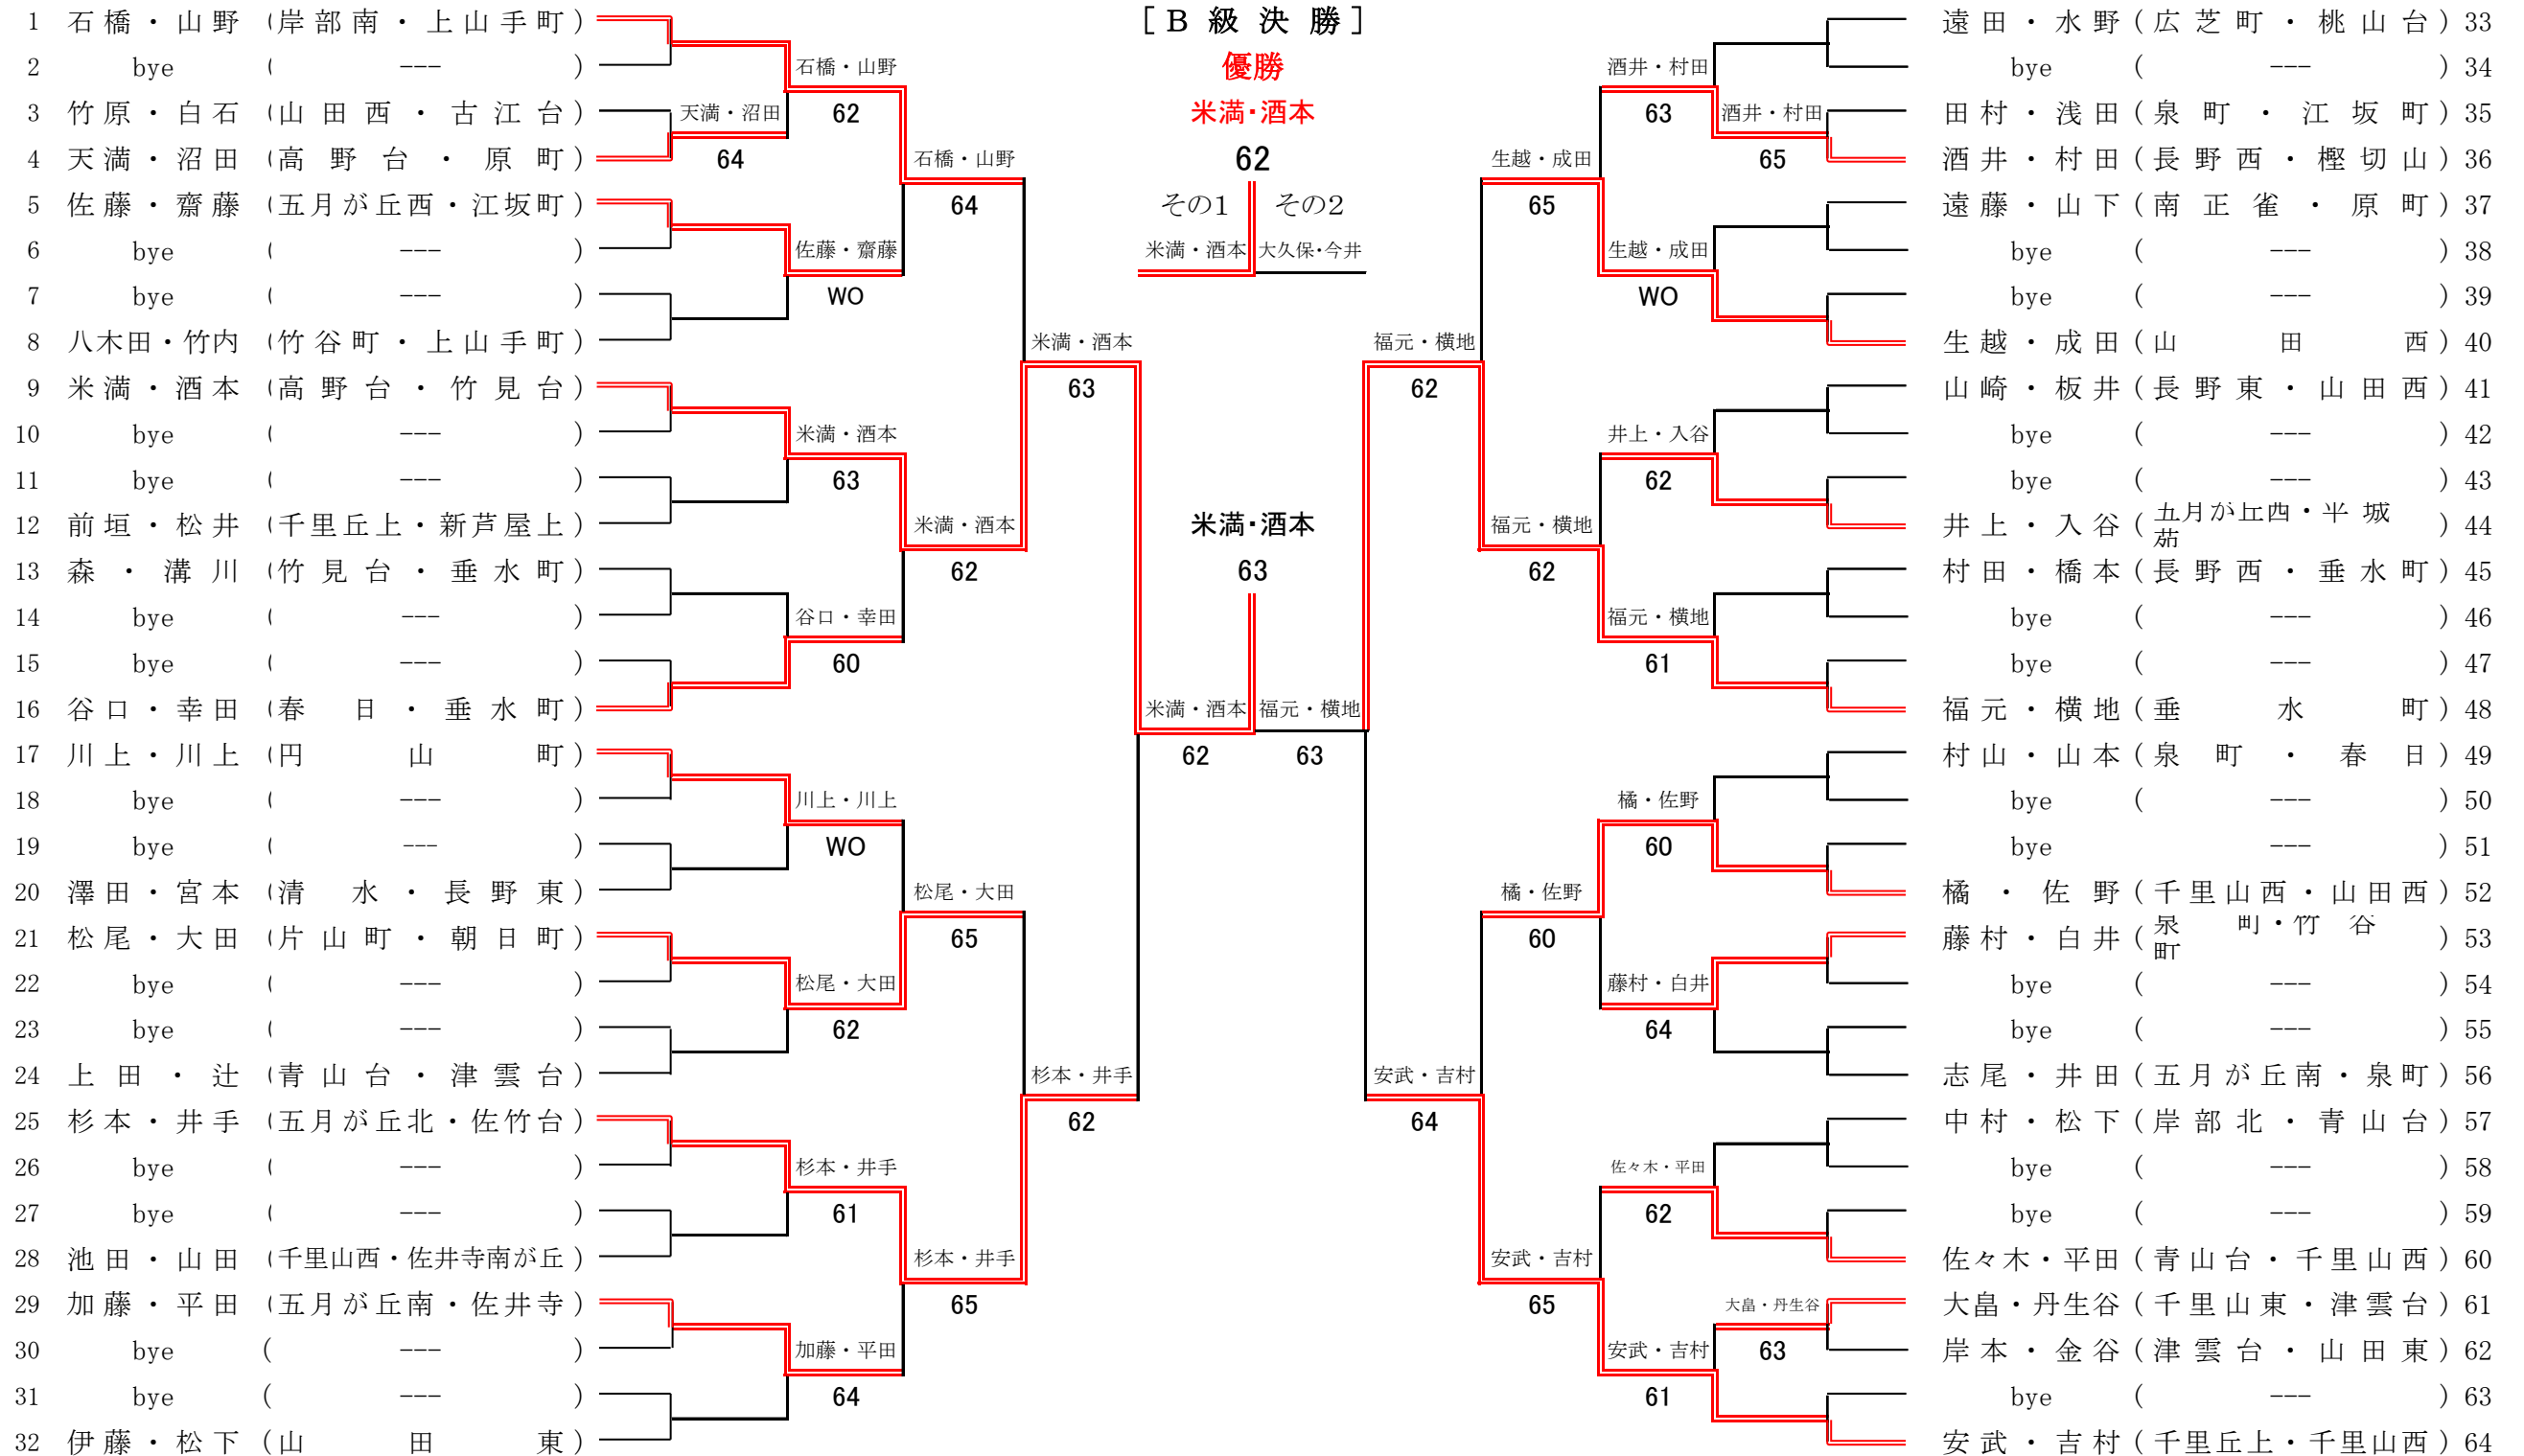 [B級決勝]
優勝
米満・酒本
62
その1 その2
米満・酒本 大久保・今井
米満・酒本
63
米満・酒本 福元・横地
62 63
1 石橋・山野 (岸部南・上山手町)
2 bye ( --- )
3 竹原・白石 (山田西・古江台)
4 天満・沼田 (高野台・原町)
5 佐藤・齋藤 (五月が丘西・江坂町)
6 bye ( --- )
7 bye ( --- )
8 八木田・竹内 (竹谷町・上山手町)
9 米満・酒本 (高野台・竹見台)
10 bye ( --- )
11 bye ( --- )
12 前垣・松井 (千里丘上・新芦屋上)
13 森・溝川 (竹見台・垂水町)
14 bye ( --- )
15 bye ( --- )
16 谷口・幸田 (春日・垂水町)
17 川上・川上 (円山町)
18 bye ( --- )
19 bye ( --- )
20 澤田・宮本 (清水・長野東)
21 松尾・大田 (片山町・朝日町)
22 bye ( --- )
23 bye ( --- )
24 上田・辻 (青山台・津雲台)
25 杉本・井手 (五月が丘北・佐竹台)
26 bye ( --- )
27 bye ( --- )
28 池田・山田 (千里山西・佐井寺南が丘)
29 加藤・平田 (五月が丘南・佐井寺)
30 bye ( --- )
31 bye ( --- )
32 伊藤・松下 (山田東)
天満・沼田
64
石橋・山野
62
佐藤・齋藤
WO
米満・酒本
63
谷口・幸田
60
川上・川上
WO
松尾・大田
62
杉本・井手
61
加藤・平田
64
石橋・山野
64
米満・酒本
62
松尾・大田
65
杉本・井手
65
米満・酒本
63
杉本・井手
62
福元・横地
62
安武・吉村
64
生越・成田
65
福元・横地
62
橘・佐野
60
安武・吉村
65
酒井・村田
63
生越・成田
WO
井上・入谷
62
福元・横地
61
橘・佐野
60
藤村・白井
64
佐々木・平田
62
安武・吉村
61
酒井・村田
65
大畠・丹生谷
63
遠田・水野 (広芝町・桃山台) 33
bye ( --- ) 34
田村・浅田 (泉町・江坂町) 35
酒井・村田 (長野西・樫切山) 36
遠藤・山下 (南正雀・原町) 37
bye ( --- ) 38
bye ( --- ) 39
生越・成田 (山田西) 40
山崎・板井 (長野東・山田西) 41
bye ( --- ) 42
bye ( --- ) 43
井上・入谷 (五月が丘西・平城
) 44
村田・橋本 (長野西・垂水町) 45
bye ( --- ) 46
bye ( --- ) 47
福元・横地 (垂水町) 48
村山・山本 (泉町・春日) 49
bye ( --- ) 50
bye ( --- ) 51
橘・佐野 (千里山西・山田西) 52
藤村・白井 (泉町・竹谷
町) 53
bye ( --- ) 54
bye ( --- ) 55
志尾・井田 (五月が丘南・泉町) 56
中村・松下 (岸部北・青山台) 57
bye ( --- ) 58
bye ( --- ) 59
佐々木・平田 (青山台・千里山西) 60
大畠・丹生谷 (千里山東・津雲台) 61
岸本・金谷 (津雲台・山田東) 62
bye ( --- ) 63
安武・吉村 (千里丘上・千里山西) 64